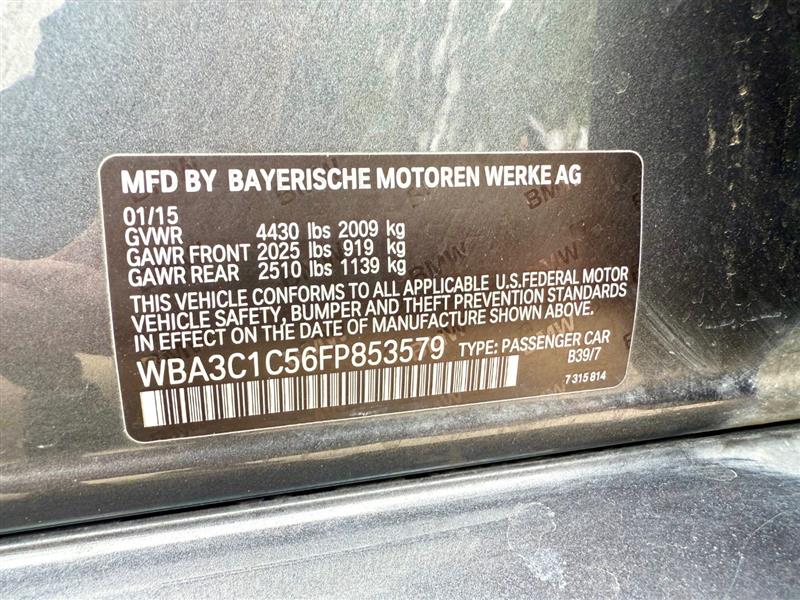 MFD BY BAYERISCHE MOTOREN WERKE AG
01/15
GVWR 4430 lbs 2009 kg
GAWR FRONT 2025 lbs 919 kg
GAWR REAR 2510 lbs 1139 kg
THIS VEHICLE CONFORMS TO ALL APPLICABLE U.S.FEDERAL MOTOR
VEHICLE SAFETY, BUMPER AND THEFT PREVENTION STANDARDS
IN EFFECT ON THE DATE OF MANUFACTURE SHOWN ABOVE.
WBA3C1C56FP853579 TYPE: PASSENGER CAR
B39/7
7 315 814
BMW
BMW
BMW